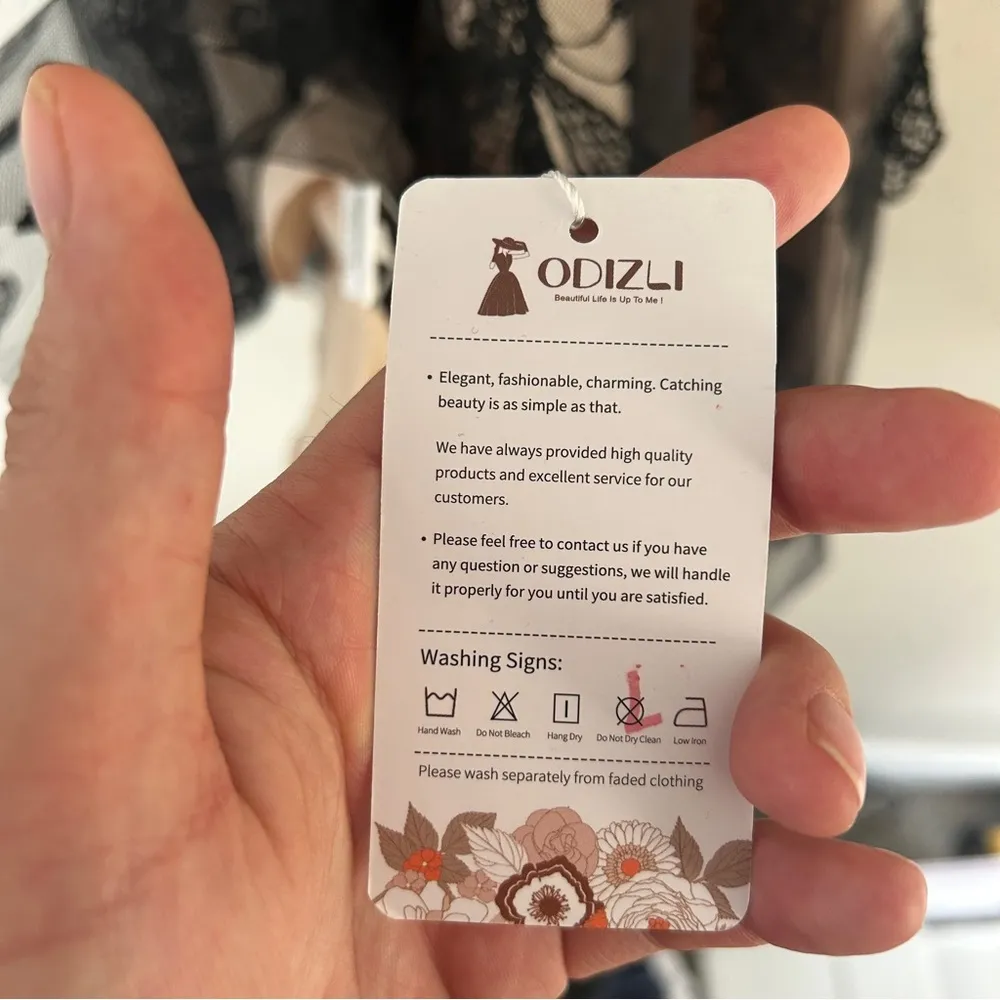 ODIZLI
Beautiful Life Is Up To Me !
• Elegant, fashionable, charming. Catching
beauty is as simple as that.
We have always provided high quality
products and excellent service for our
customers.
• Please feel free to contact us if you have
any question or suggestions, we will handle
it properly for you until you are satisfied.
Washing Signs:
L
Hand Wash Do Not Bleach Hang Dry Do Not Dry Clean Low Iron
Please wash separately from faded clothing